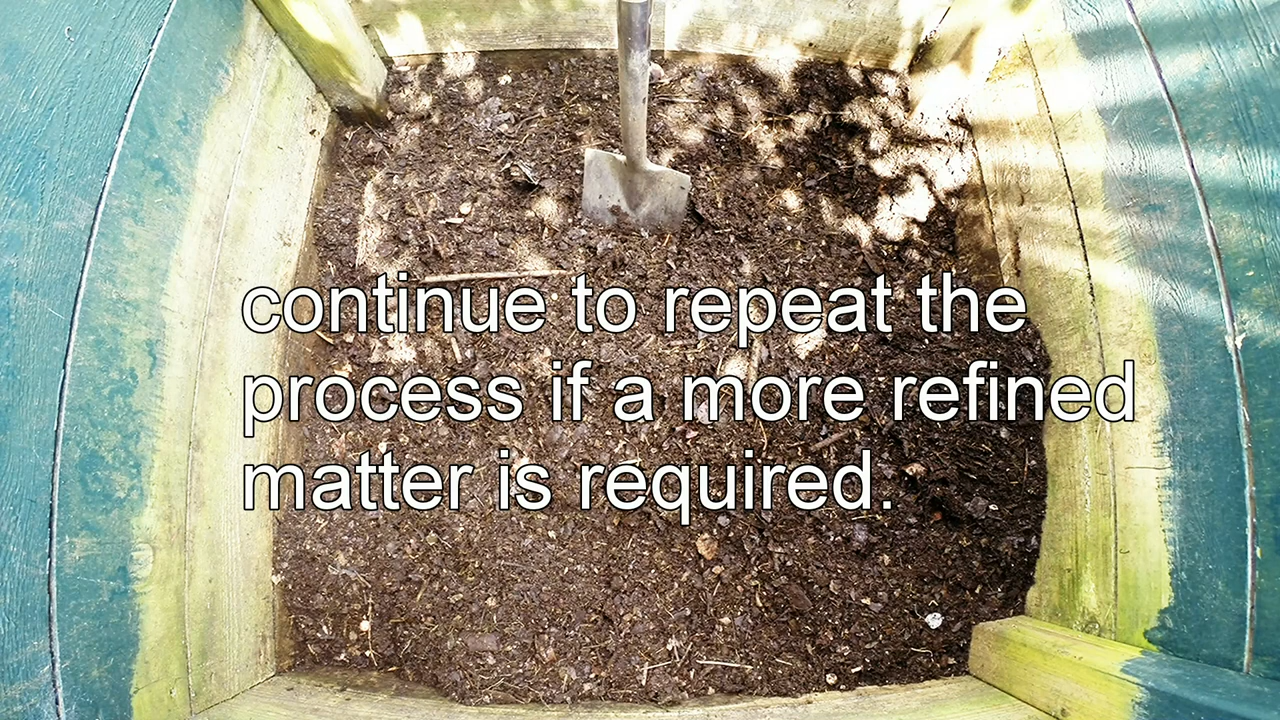 continue to repeat the
process if a more refined
matter is required.